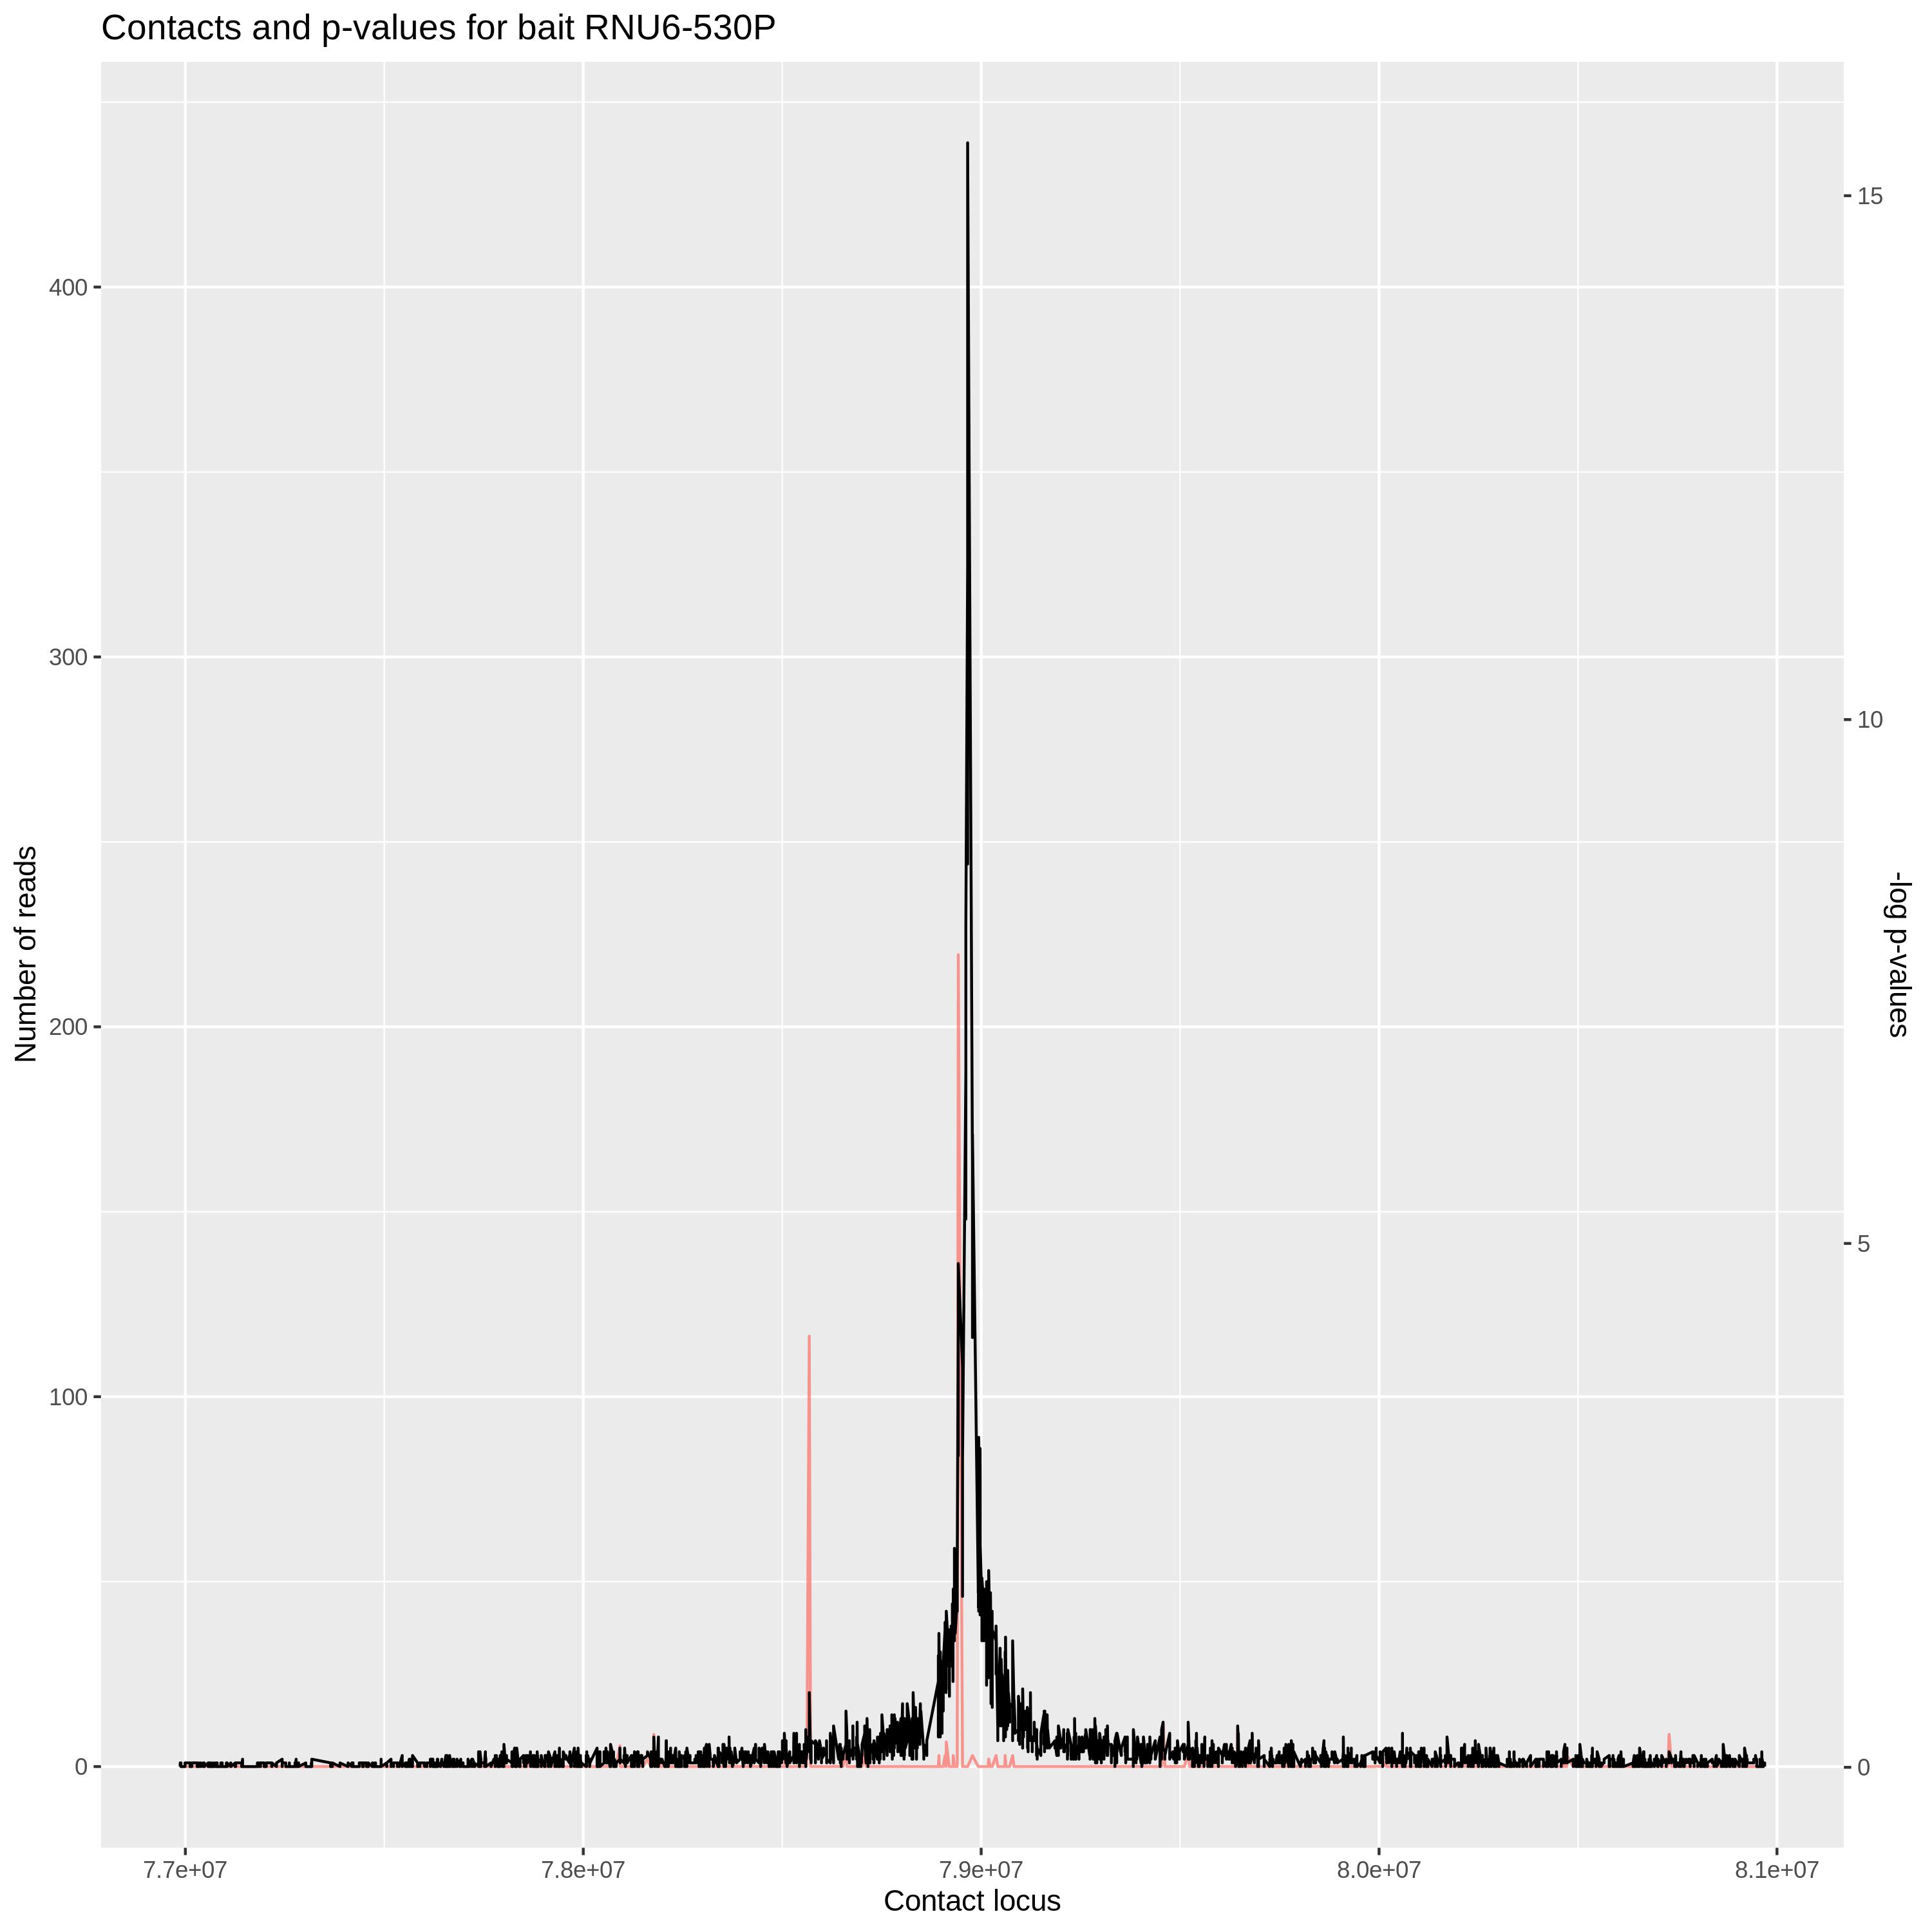 Contacts and p-values for bait RNU6-530P
Number of reads
400
300
200
100
0
15
10
5
0
-log p-values
7.7e+07
7.8e+07
7.9e+07
8.0e+07
8.1e+07
Contact locus